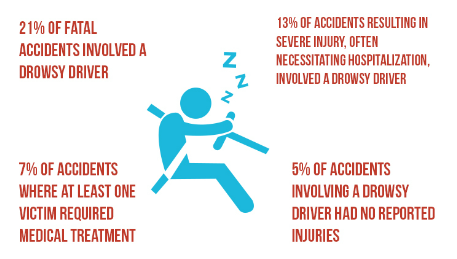 21% OF FATAL
ACCIDENTS INVOLVED A
DROWSY DRIVER
13% OF ACCIDENTS RESULTING IN
SEVERE INJURY, OFTEN
NECESSITATING HOSPITALIZATION,
INVOLVED A DROWSY DRIVER
Z
Z
Z
7% OF ACCIDENTS
WHERE AT LEAST ONE
VICTIM REQUIRED
MEDICAL TREATMENT
5% OF ACCIDENTS
INVOLVING A DROWSY
DRIVER HAD NO REPORTED
INJURIES